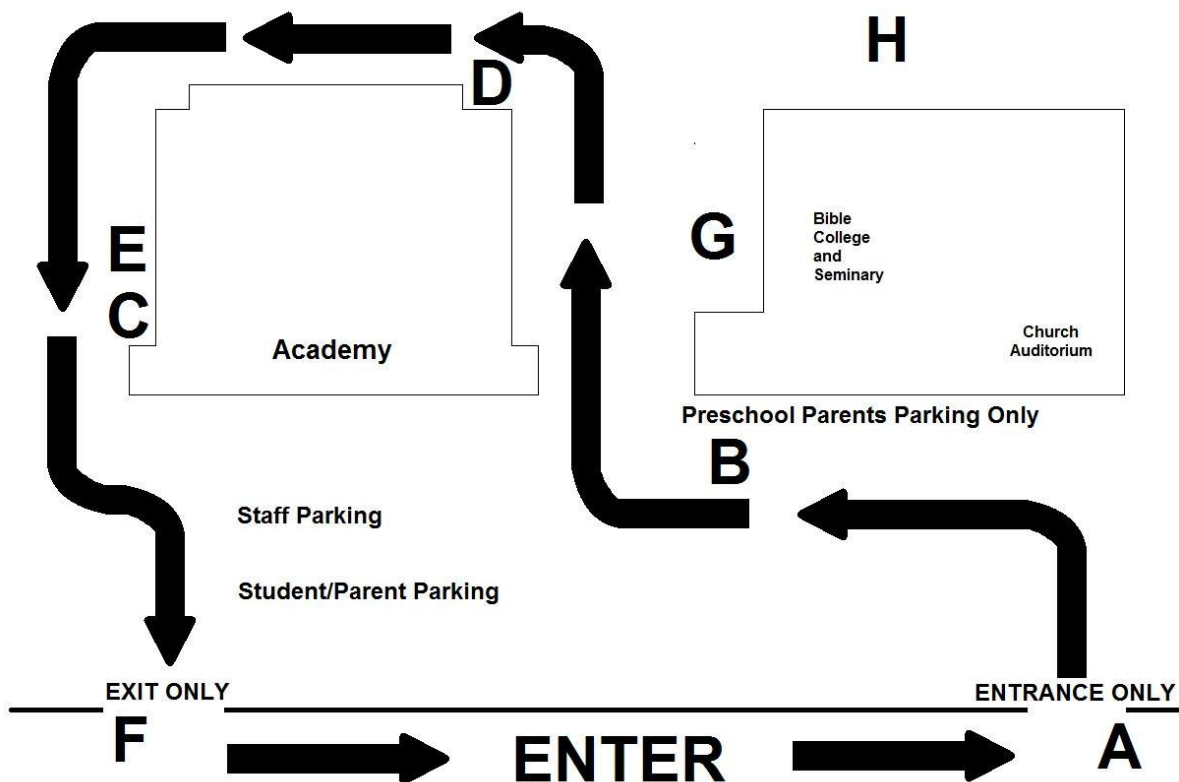 H
D
E
C
G
Bible
College
and
Seminary
Church
Auditorium
Academy
Preschool Parents Parking Only
B
Staff Parking
Student/Parent Parking
EXIT ONLY
ENTRANCE ONLY
F
ENTER
A